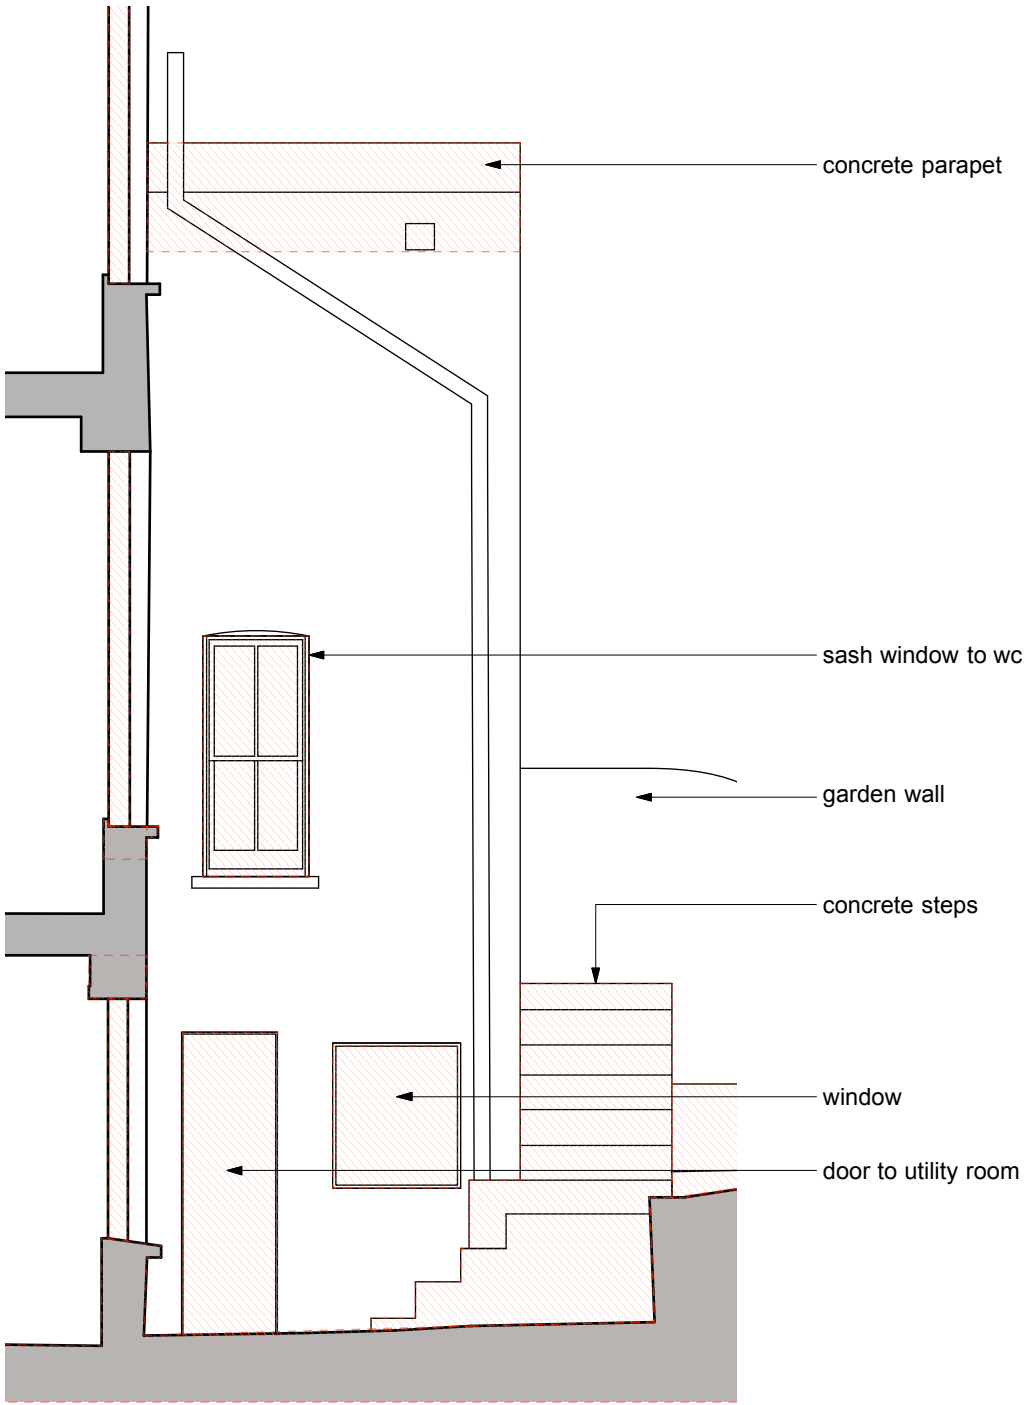 concrete parapet
sash window to wc
garden wall
concrete steps
window
door to utility room